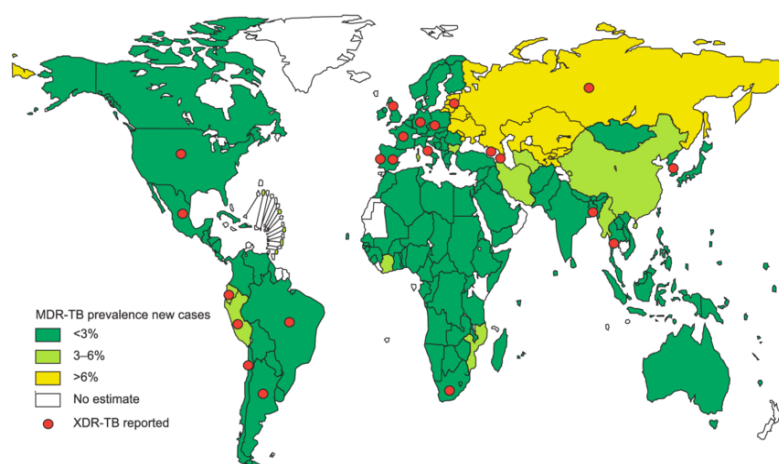 MDR-TB prevalence new cases
<3%
3–6%
>6%
No estimate
XDR-TB reported